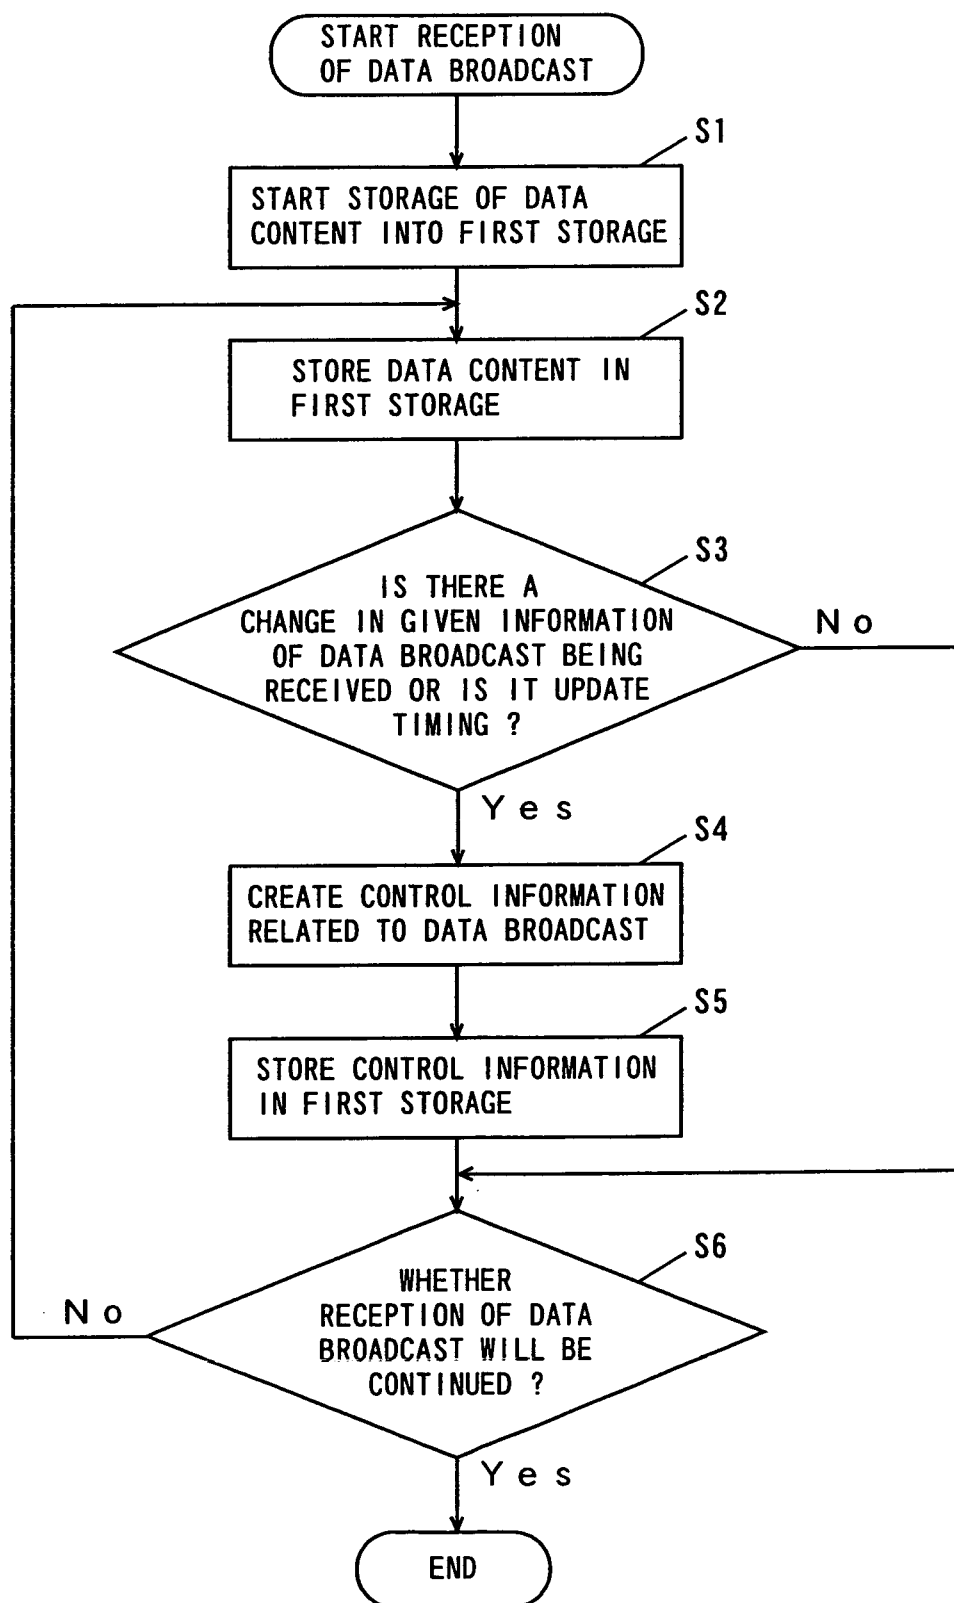 START RECEPTION
OF DATA BROADCAST
S1
START STORAGE OF DATA
CONTENT INTO FIRST STORAGE
S2
STORE DATA CONTENT IN
FIRST STORAGE
S3
IS THERE A
CHANGE IN GIVEN INFORMATION
OF DATA BROADCAST BEING
RECEIVED OR IS IT UPDATE
TIMING ?
No
Yes
S4
CREATE CONTROL INFORMATION
RELATED TO DATA BROADCAST
S5
STORE CONTROL INFORMATION
IN FIRST STORAGE
S6
WHETHER
RECEPTION OF DATA
BROADCAST WILL BE
CONTINUED ?
No
Yes
END